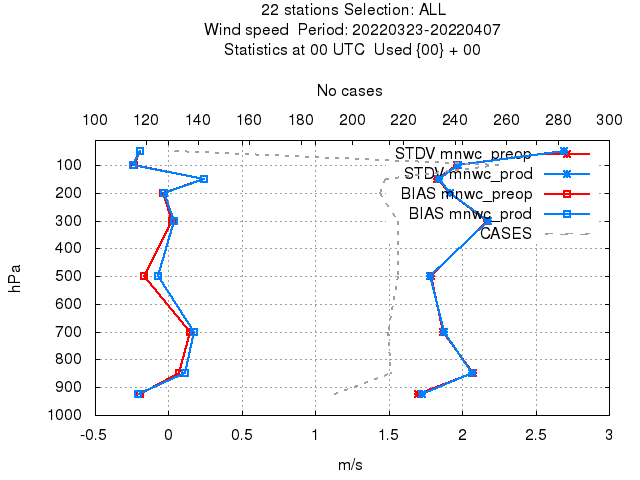 22 stations Selection: ALL
Wind speed  Period: 20220323-20220407
Statistics at 00 UTC  Used {00} + 00
No cases
100 120 140 160 180 200 220 240 260 280 300
STDV mnwc_preop
STDV mnwc_prod
BIAS mnwc_preop
BIAS mnwc_prod
CASES
hPa
100
200
300
400
500
600
700
800
900
1000
-0.5 0 0.5 1 1.5 2 2.5 3
m/s